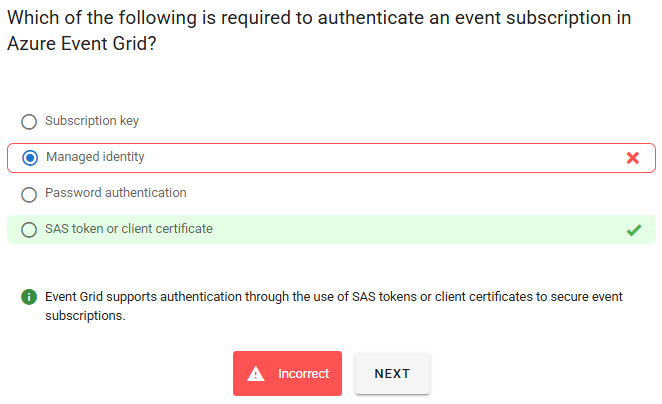 Which of the following is required to authenticate an event subscription in
Azure Event Grid?
Subscription key
Managed identity
Password authentication
SAS token or client certificate
Event Grid supports authentication through the use of SAS tokens or client certificates to secure event
subscriptions.
Incorrect
NEXT